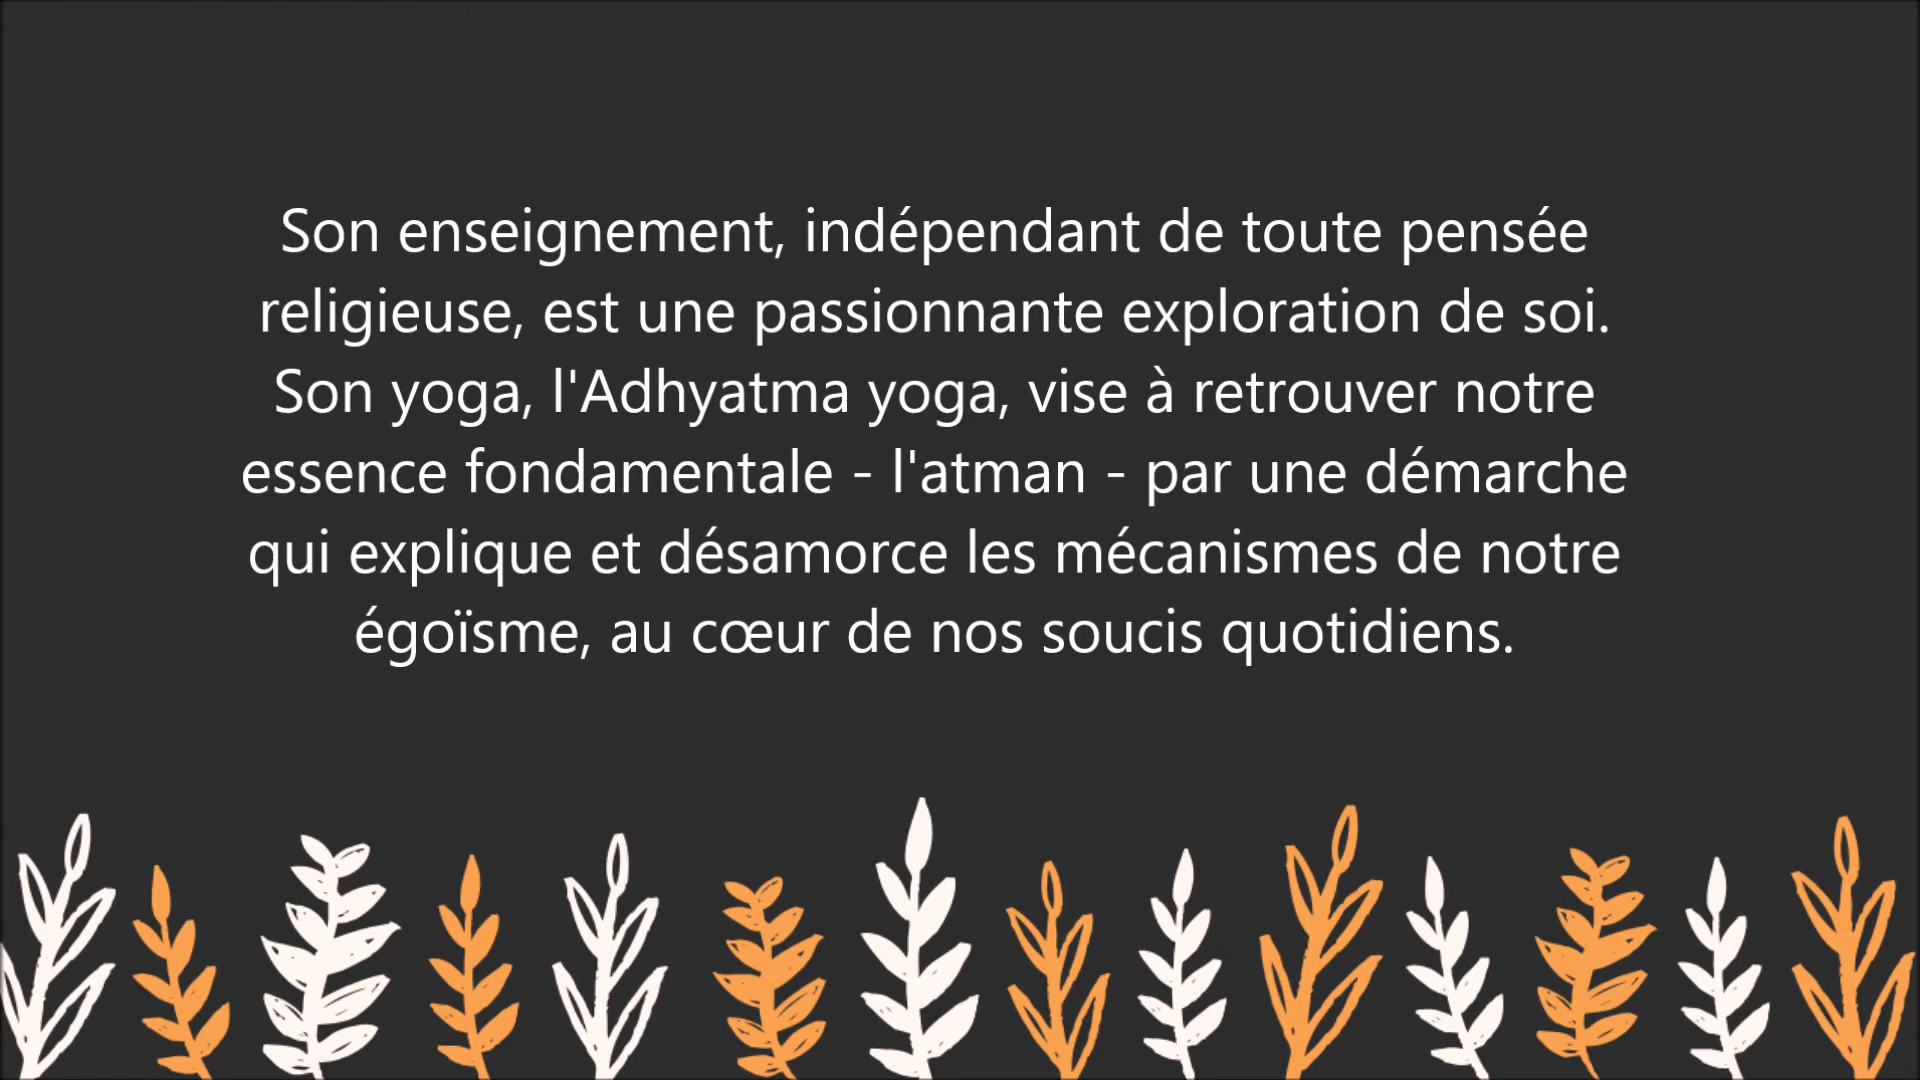 Son enseignement, indépendant de toute pensée
religieuse, est une passionnante exploration de soi.
Son yoga, l'Adhyatma yoga, vise à retrouver notre
essence fondamentale - l'atman - par une démarche
qui explique et désamorce les mécanismes de notre
égoïsme, au cœur de nos soucis quotidiens.